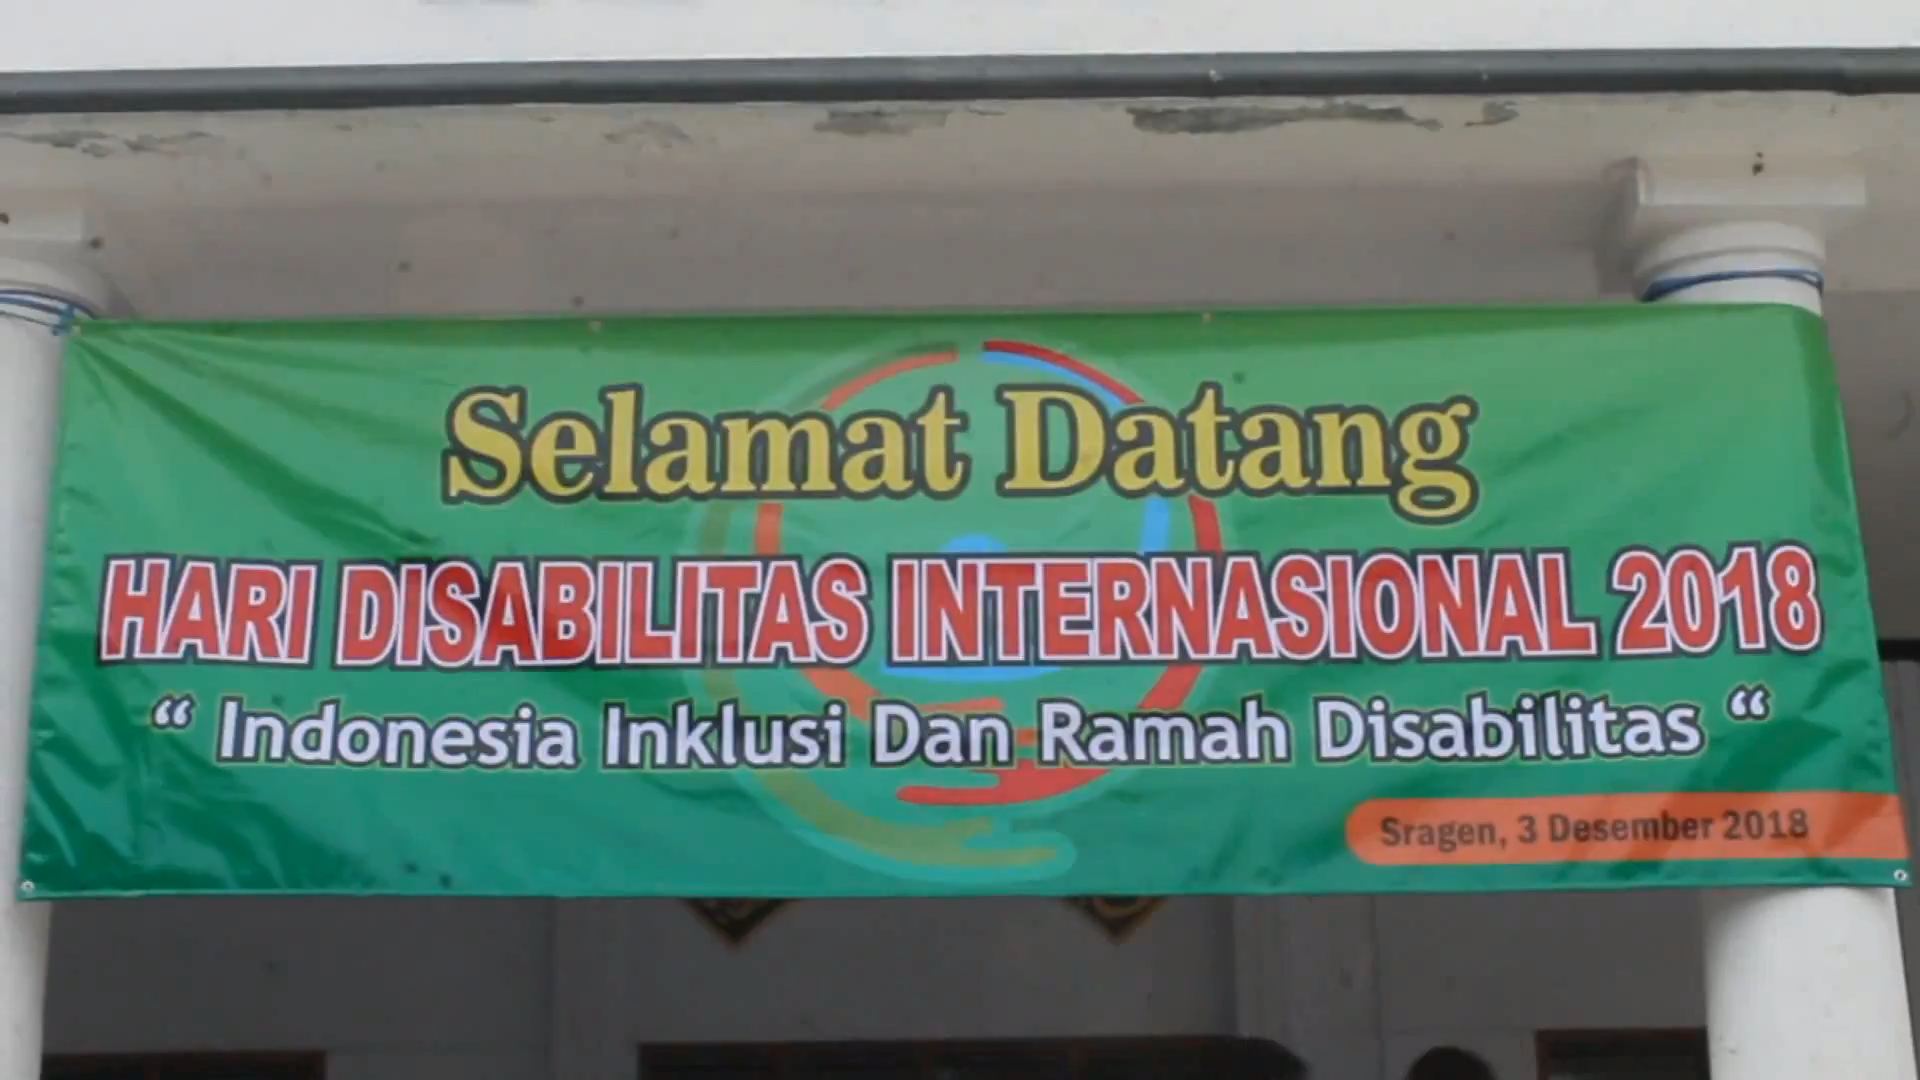 Selamat Datang
HARI DISABILITAS INTERNASIONAL 2018
“ Indonesia Inklusi Dan Ramah Disabilitas “
Sragen, 3 Desember 2018